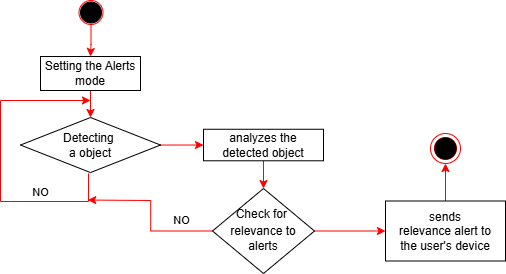 Setting the Alerts
mode
Detecting
a object
analyzes the
detected object
NO
NO
Check for
relevance to
alerts
sends
relevance alert to
the user's device